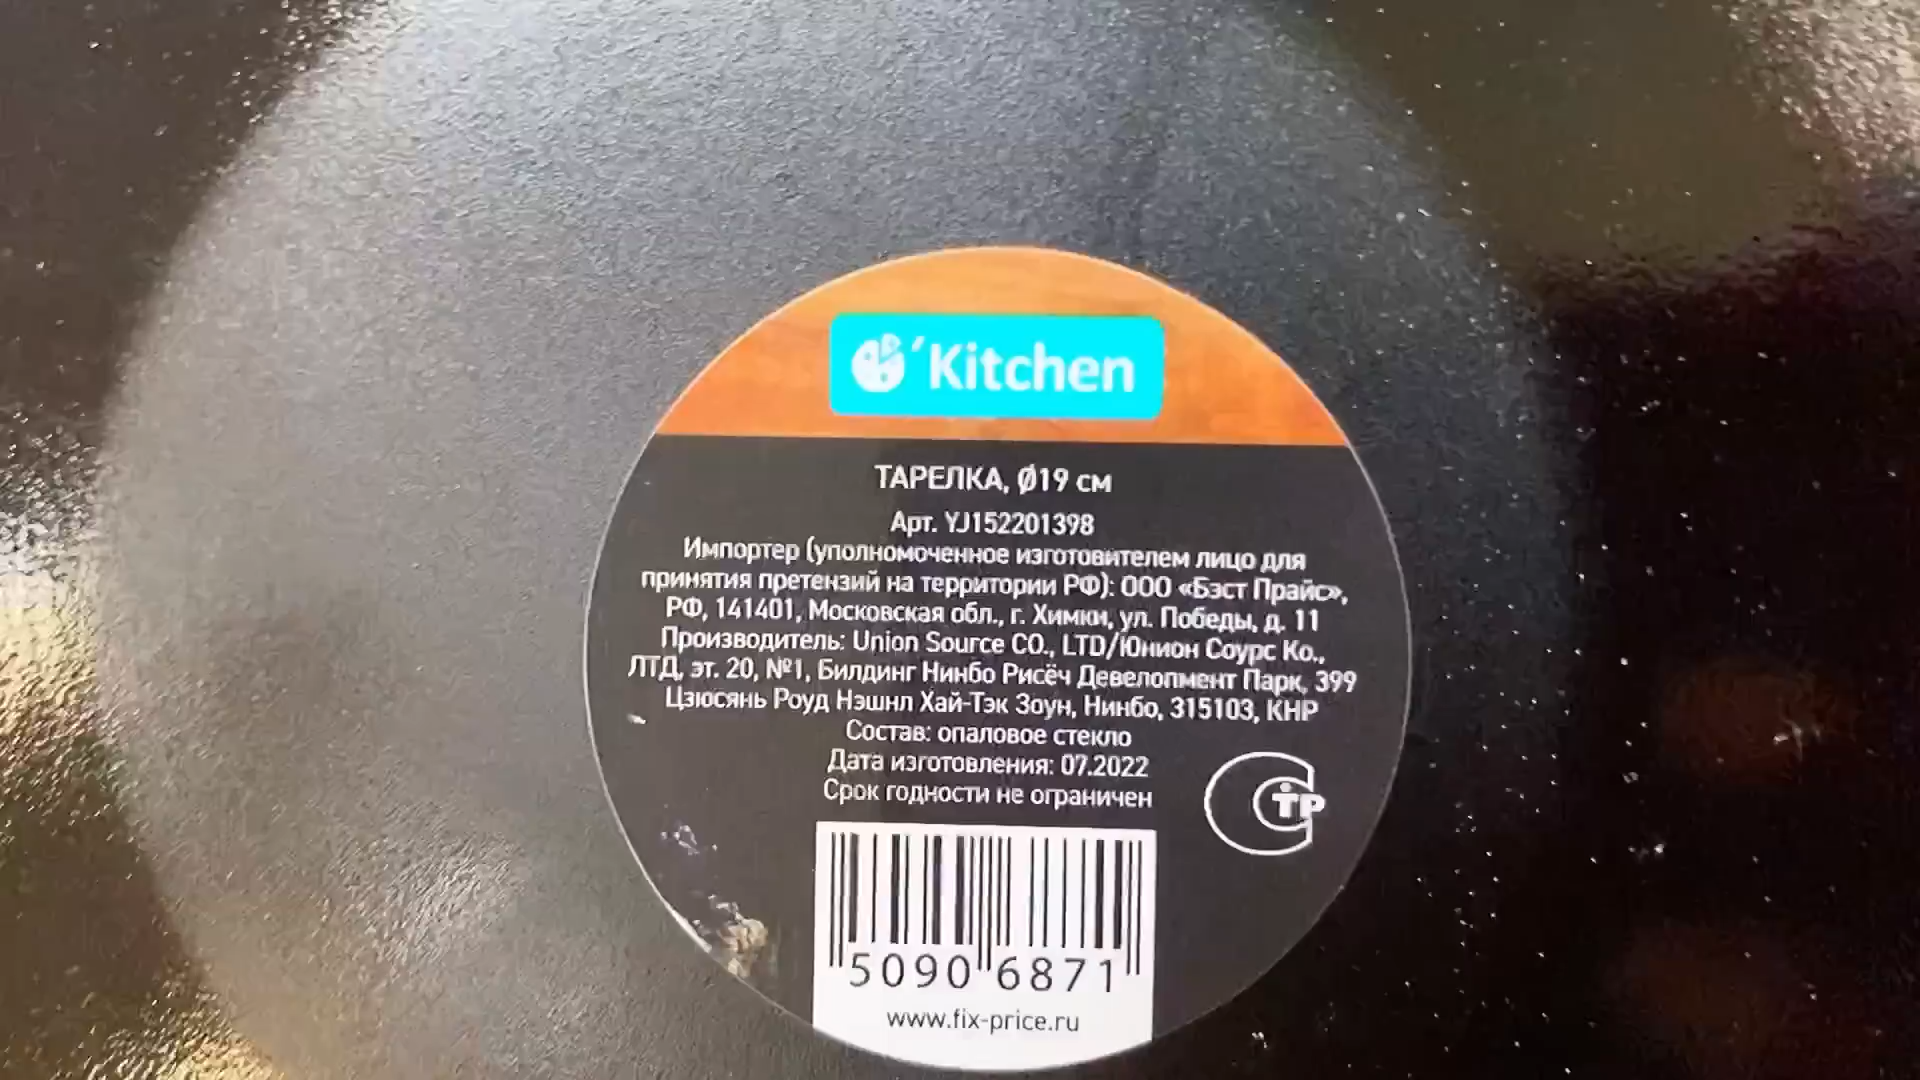 'Kitchen
ТАРЕЛКА, Ø19 см
Арт. YJ152201398
Импортер (уполномоченное изготовителем лицо для
принятия претензий на территории РФ): ООО «Бэст Прайс»,
РФ, 141401, Московская обл., г. Химки, ул. Победы, д. 11
Производитель: Union Source CO., LTD/Юнион Соурс Ко.,
ЛТД, эт. 20, №1, Билдинг Нинбо Рисёч Девелопмент Парк, 399
Цзюсянь Роуд Нэшнл Хай-Тэк Зоун, Нинбо, 315103, КНР
Состав: опаловое стекло
Дата изготовления: 07.2022
Срок годности не ограничен
СТР
5090 6871
www.fix-price.ru